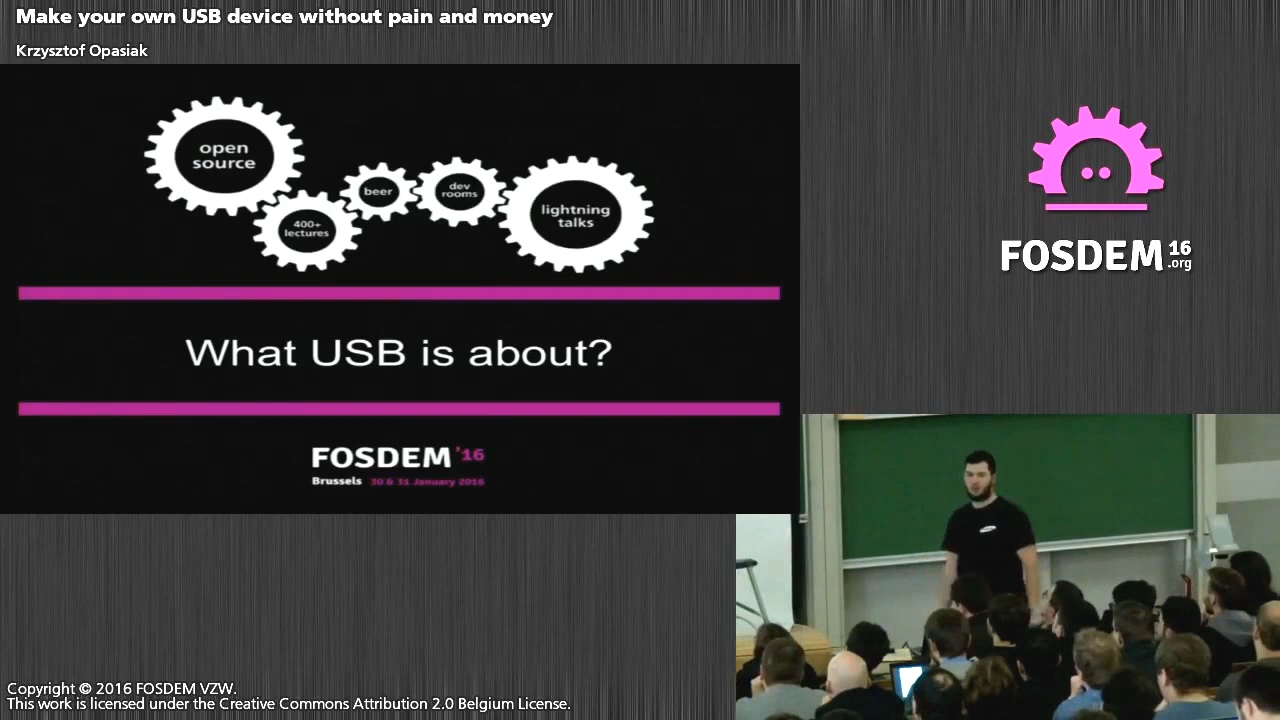 Make your own USB device without pain and money
Krzysztof Opasiak
open
source
400+
lectures
beer
dev
rooms
lightning
talks
What USB is about?
FOSDEM '16
Brussels 30 & 31 January 2016
FOSDEM 16
.org
Copyright © 2016 FOSDEM VZW.
This work is licensed under the Creative Commons Attribution 2.0 Belgium License.